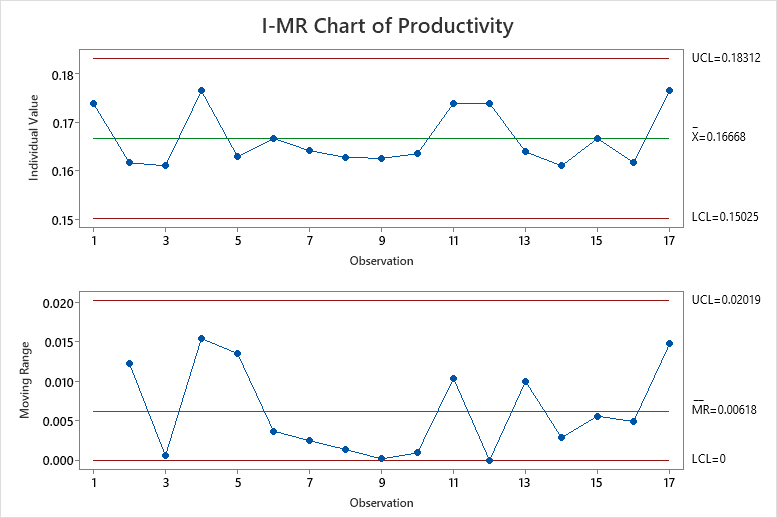 I-MR Chart of Productivity
Individual Value
0.18
0.17
0.16
0.15
UCL=0.18312
X̄=0.16668
LCL=0.15025
1 3 5 7 9 11 13 15 17
Observation
Moving Range
0.020
0.015
0.010
0.005
0.000
UCL=0.02019
M̅R̅=0.00618
LCL=0
1 3 5 7 9 11 13 15 17
Observation